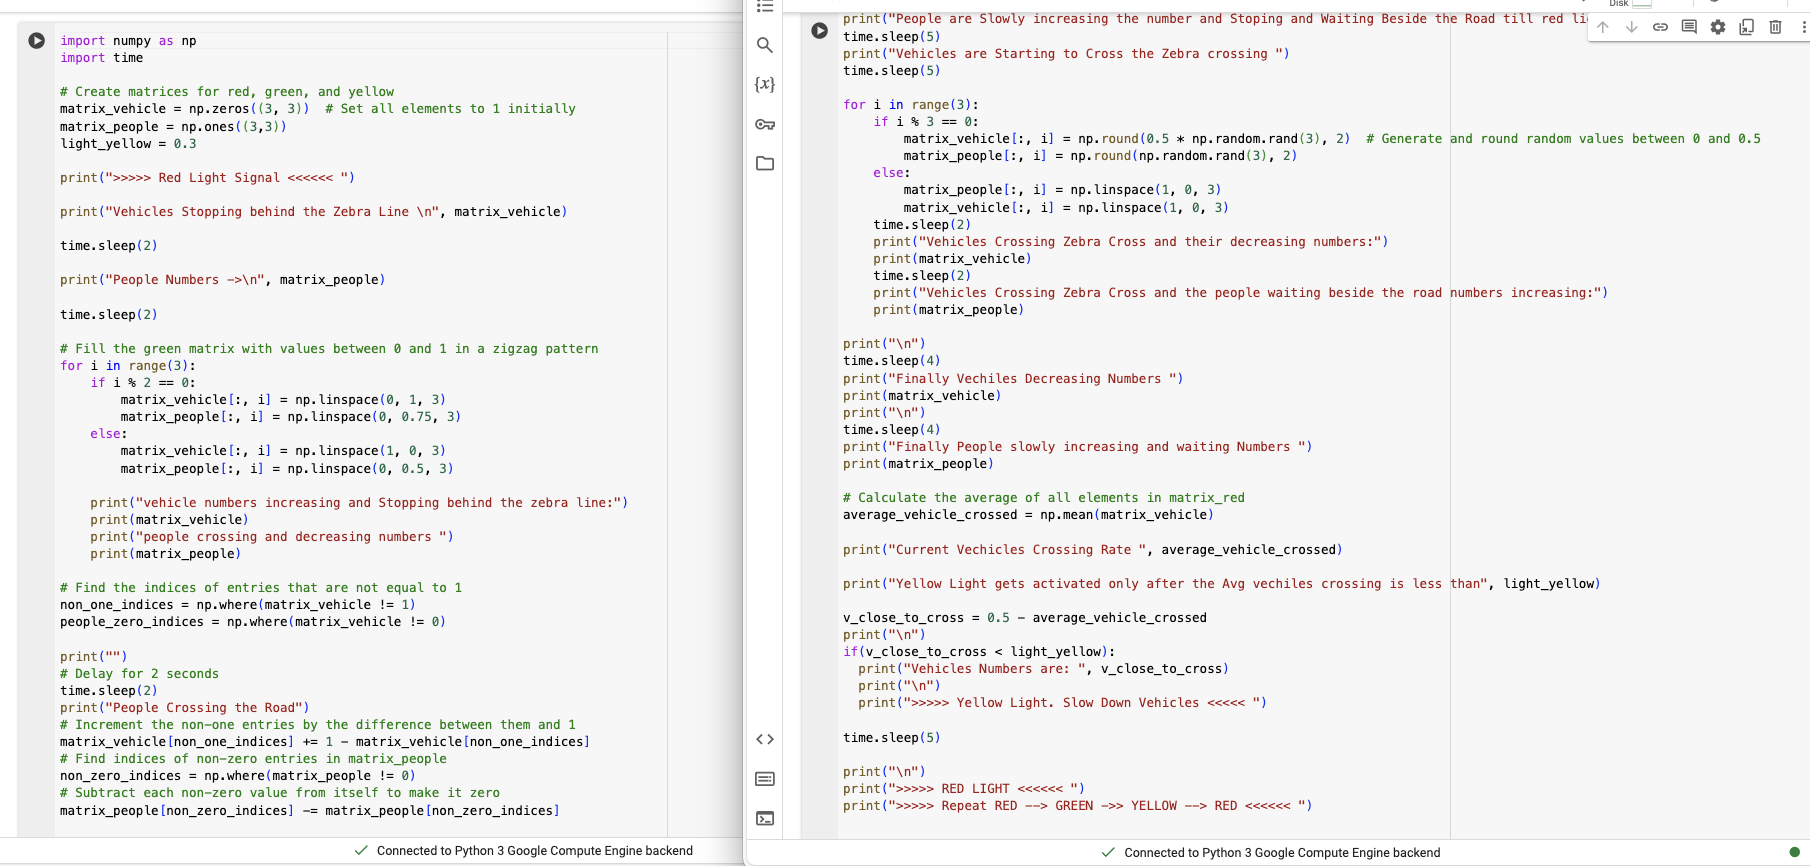 import numpy as np
import time
# Create matrices for red, green, and yellow
matrix_vehicle = np.zeros((3, 3))  # Set all elements to 1 initially
matrix_people = np.ones((3,3))
light_yellow = 0.3
print(">>>>> Red Light Signal <<<<<< ")
print("Vehicles Stopping behind the Zebra Line \n", matrix_vehicle)
time.sleep(2)
print("People Numbers ->\n", matrix_people)
time.sleep(2)
# Fill the green matrix with values between 0 and 1 in a zigzag pattern
for i in range(3):
    if i % 2 == 0:
        matrix_vehicle[:, i] = np.linspace(0, 1, 3)
        matrix_people[:, i] = np.linspace(0, 0.75, 3)
    else:
        matrix_vehicle[:, i] = np.linspace(1, 0, 3)
        matrix_people[:, i] = np.linspace(0, 0.5, 3)
    print("vehicle numbers increasing and Stopping behind the zebra line:")
    print(matrix_vehicle)
    print("people crossing and decreasing numbers ")
    print(matrix_people)
# Find the indices of entries that are not equal to 1
non_one_indices = np.where(matrix_vehicle != 1)
people_zero_indices = np.where(matrix_vehicle != 0)
print("")
# Delay for 2 seconds
time.sleep(2)
print("People Crossing the Road")
# Increment the non-one entries by the difference between them and 1
matrix_vehicle[non_one_indices] += 1 - matrix_vehicle[non_one_indices]
# Find indices of non-zero entries in matrix_people
non_zero_indices = np.where(matrix_people != 0)
# Subtract each non-zero value from itself to make it zero
matrix_people[non_zero_indices] -= matrix_people[non_zero_indices]
Connected to Python 3 Google Compute Engine backend
Disk
{x}
print("People are Slowly increasing the number and Stoping and Waiting Beside the Road till red
time.sleep(5)
print("Vehicles are Starting to Cross the Zebra crossing ")
time.sleep(5)
for i in range(3):
    if i % 3 == 0:
        matrix_vehicle[:, i] = np.round(0.5 * np.random.rand(3), 2)  # Generate and round random values between 0 and 0.5
        matrix_people[:, i] = np.round(np.random.rand(3), 2)
    else:
        matrix_people[:, i] = np.linspace(1, 0, 3)
        matrix_vehicle[:, i] = np.linspace(1, 0, 3)
    time.sleep(2)
    print("Vehicles Crossing Zebra Cross and their decreasing numbers:")
    print(matrix_vehicle)
    time.sleep(2)
    print("Vehicles Crossing Zebra Cross and the people waiting beside the road numbers increasing:")
    print(matrix_people)
print("\n")
time.sleep(4)
print("Finally Vechiles Decreasing Numbers ")
print(matrix_vehicle)
print("\n")
time.sleep(4)
print("Finally People slowly increasing and waiting Numbers ")
print(matrix_people)
# Calculate the average of all elements in matrix_red
average_vehicle_crossed = np.mean(matrix_vehicle)
print("Current Vechicles Crossing Rate ", average_vehicle_crossed)
print("Yellow Light gets activated only after the Avg vechiles crossing is less than", light_yellow)
v_close_to_cross = 0.5 - average_vehicle_crossed
print("\n")
if(v_close_to_cross < light_yellow):
  print("Vehicles Numbers are: ", v_close_to_cross)
  print("\n")
  print(">>>>> Yellow Light. Slow Down Vehicles <<<<< ")
time.sleep(5)
print("\n")
print(">>>>> RED LIGHT <<<<<< ")
print(">>>>> Repeat RED --> GREEN ->> YELLOW --> RED <<<<<< ")
Connected to Python 3 Google Compute Engine backend